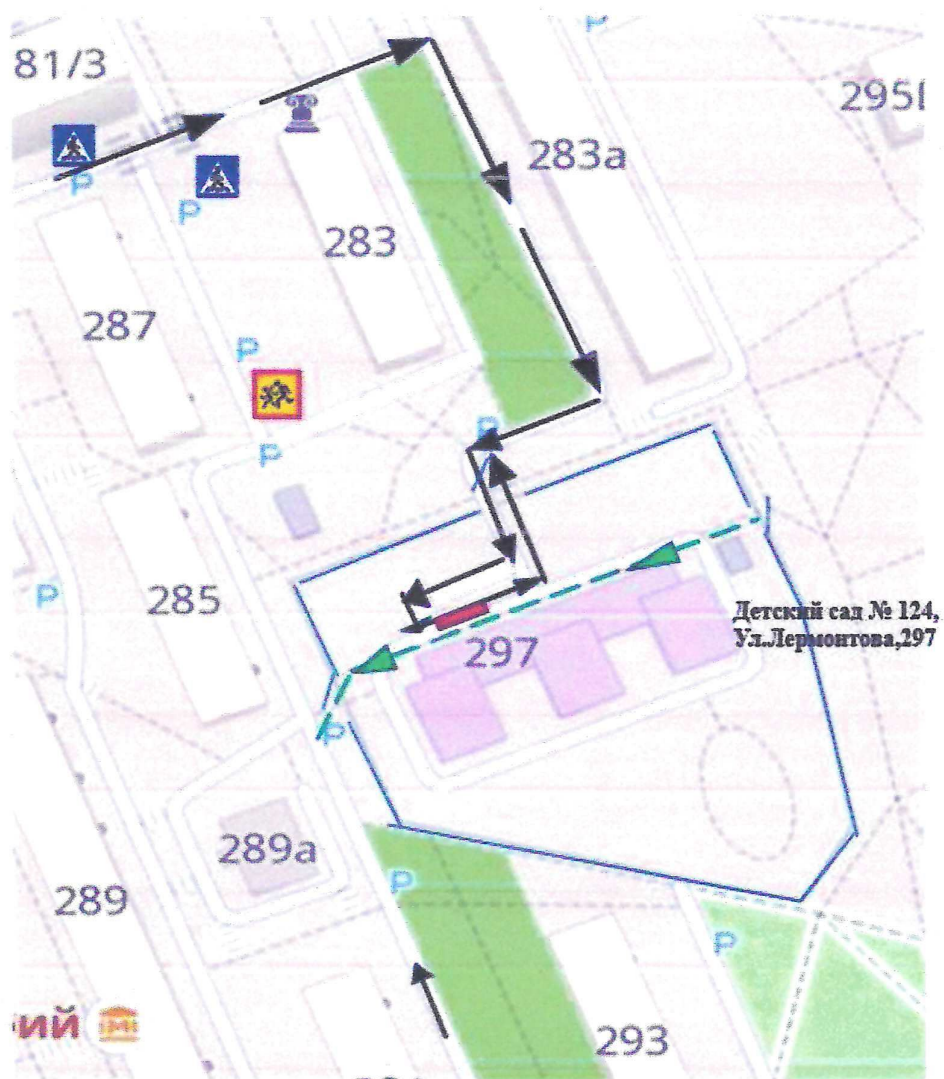 81/3
P
295
283а
P
P
283
287
P
P
P
285
P
Детский сад № 124,
Ул.Лермонтова,297
297
P
289а
P
289
P
ий
М
293